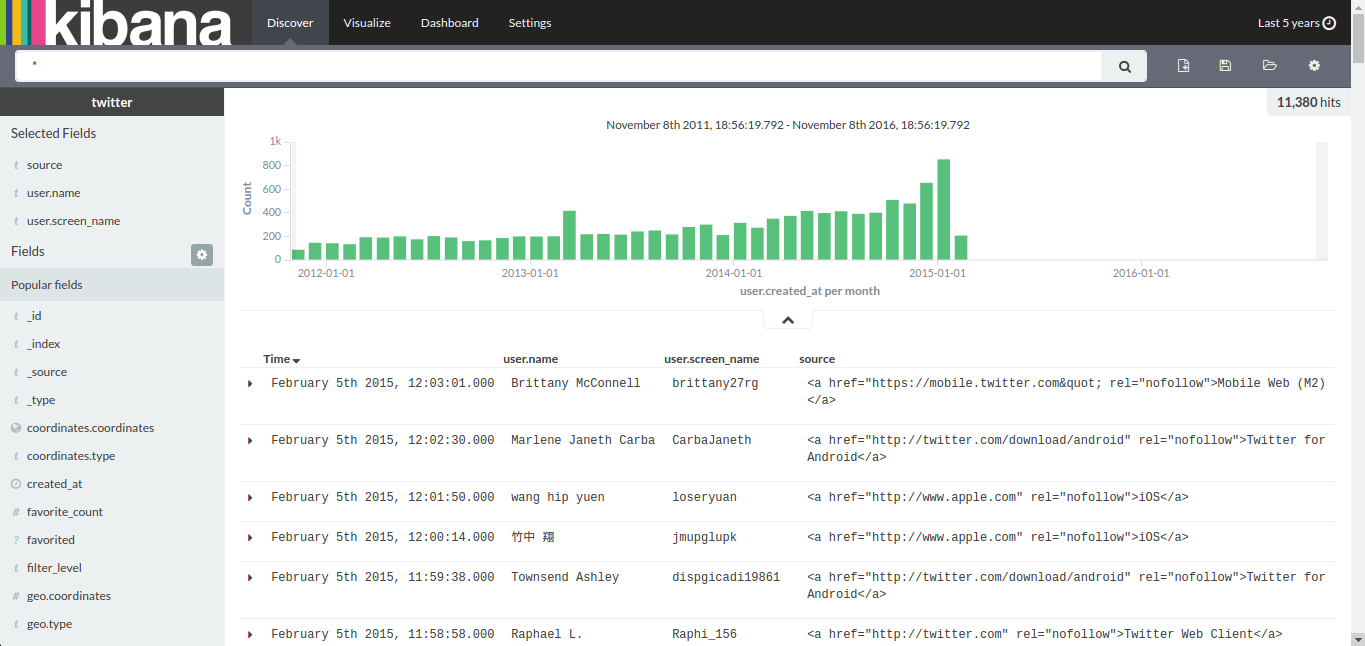 kibana Discover Visualize Dashboard Settings Last 5 years
*
twitter
11,380 hits
Selected Fields
t source
t user.name
t user.screen_name
Fields
Popular fields
t _id
t _index
t _source
t _type
coordinates.coordinates
t coordinates.type
created_at
# favorite_count
? favorited
t filter_level
# geo.coordinates
t geo.type
November 8th 2011, 18:56:19.792 - November 8th 2016, 18:56:19.792
Count
1k
800
600
400
200
0
2012-01-01 2013-01-01 2014-01-01 2015-01-01 2016-01-01
user.created_at per month
Time user.name user.screen_name source
February 5th 2015, 12:03:01.000 Brittany McConnell brittany27rg <a href="https://mobile.twitter.com&quot; rel="nofollow">Mobile Web (M2)
</a>
February 5th 2015, 12:02:30.000 Marlene Janeth Carba CarbaJaneth <a href="http://twitter.com/download/android" rel="nofollow">Twitter for
Android</a>
February 5th 2015, 12:01:50.000 wang hip yuen loseryuan <a href="http://www.apple.com" rel="nofollow">iOS</a>
February 5th 2015, 12:00:14.000 竹中 翔 jmupglupk <a href="http://www.apple.com" rel="nofollow">iOS</a>
February 5th 2015, 11:59:38.000 Townsend Ashley dispgicadi19861 <a href="http://twitter.com/download/android" rel="nofollow">Twitter for
Android</a>
February 5th 2015, 11:58:58.000 Raphael L. Raphi_156 <a href="http://twitter.com" rel="nofollow">Twitter Web Client</a>